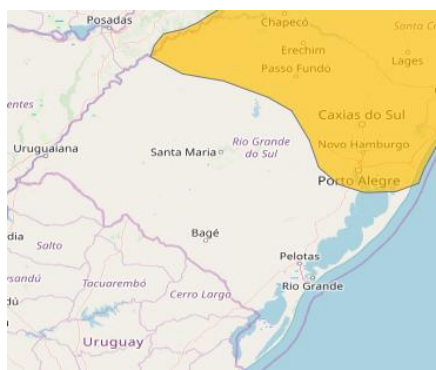 Posadas
Chapecó
Santa C
Erechim
Lages
Passo Fundo
entes
Caxias do Sul
Uruguaiana
Santa Maria
Rio Grande
do Sul
Novo Hamburgo
Porto Alegre
Bagé
dia
Salto
Pelotas
ysandú
Tacuarembó
Cerro Largo
Rio Grande
dú
Uruguay